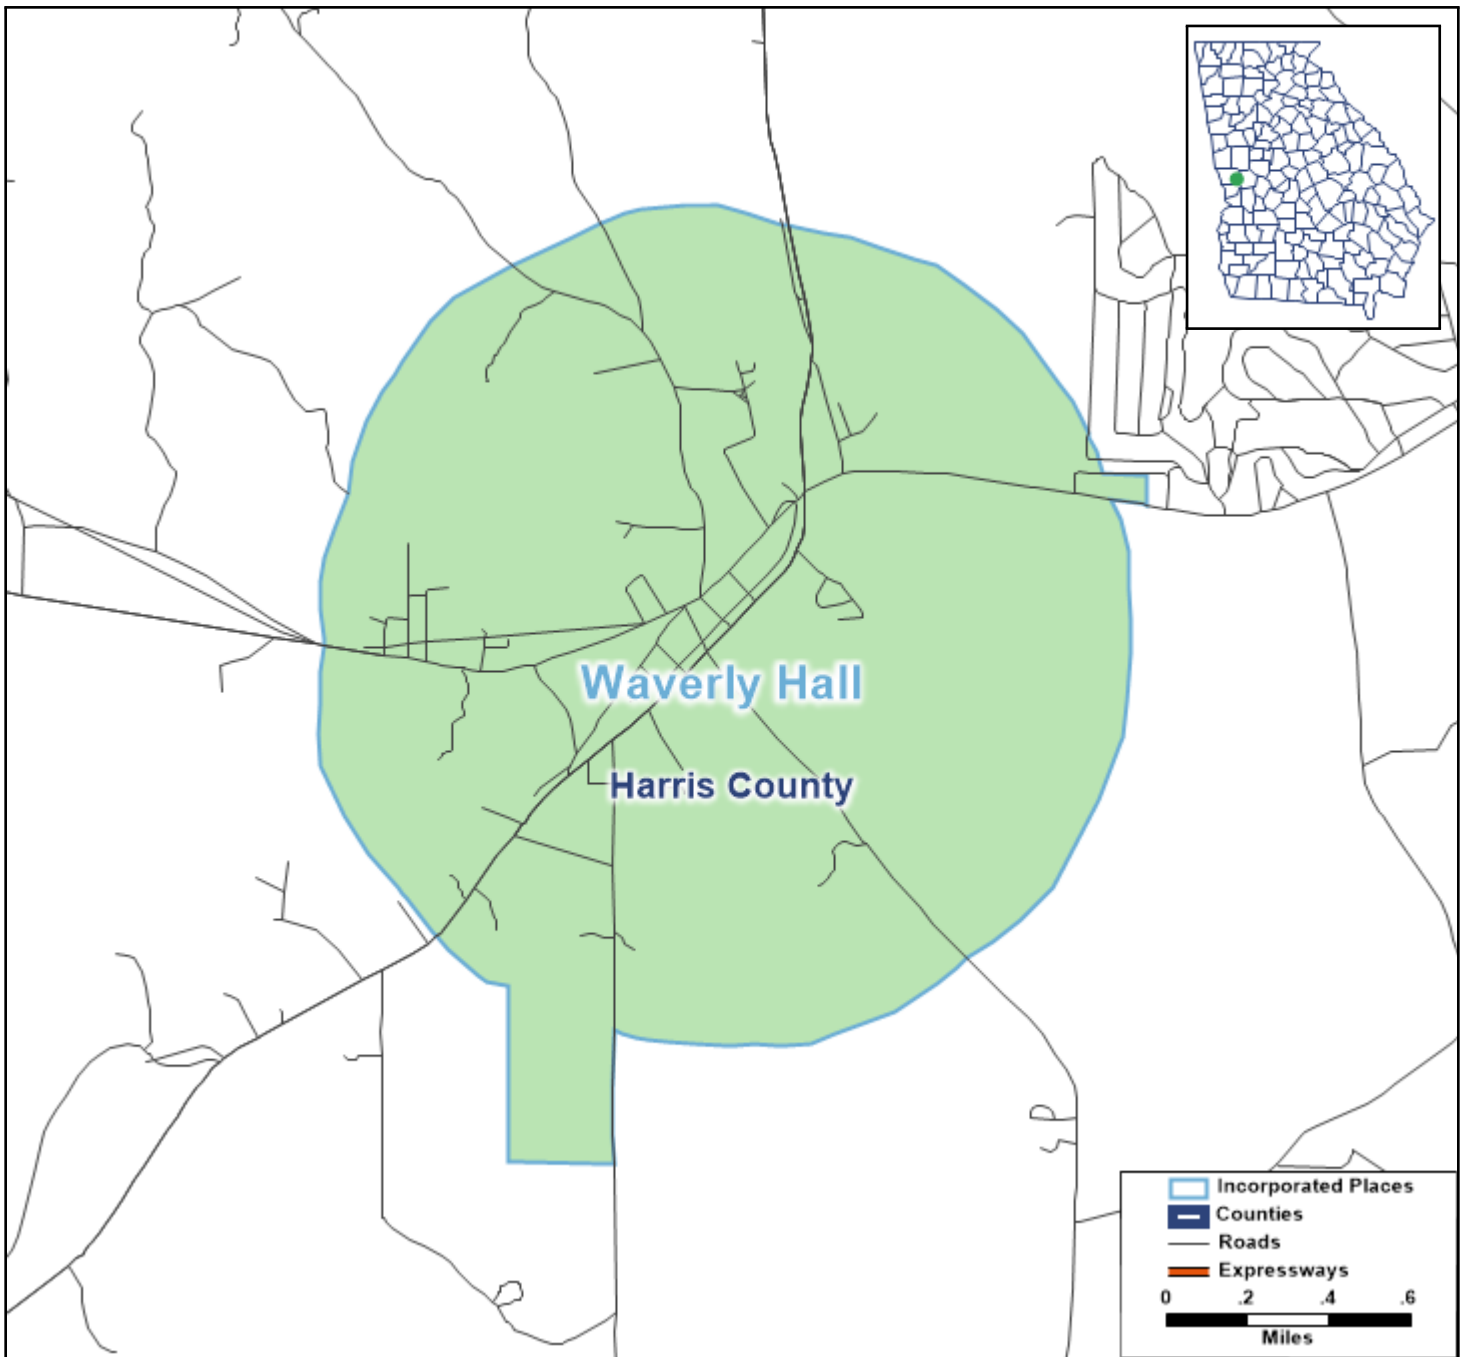 Waverly Hall
Harris County
Incorporated Places
Counties
Roads
Expressways
0 .2 .4 .6
Miles